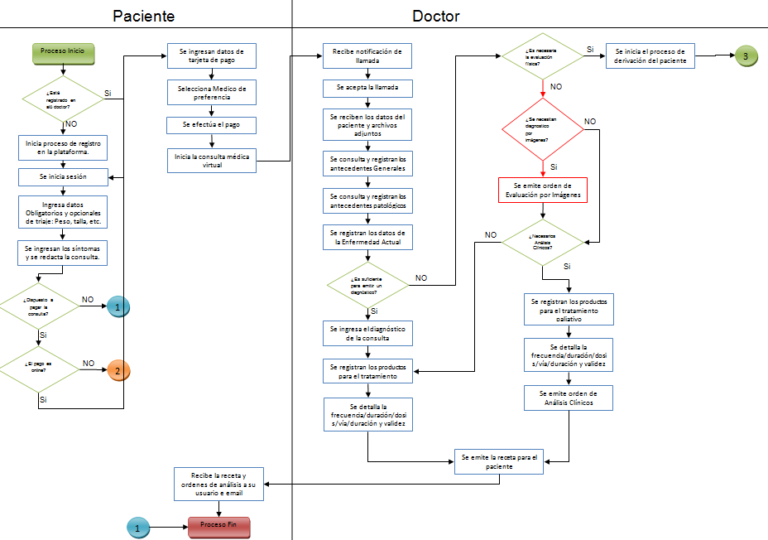 Paciente
Doctor
Proceso Inicio
¿Está
registrado en
eli doctor?
Si
NO
Inicia proceso de registro
en la plataforma.
Se inicia sesión
Ingresa datos
Obligatorios y opcionales
de triaje: Peso, talla, etc.
Se ingresan los síntomas
y se redacta la consulta.
¿Dispuesto a
pagar la
consulta?
NO
1
Si
¿El pago es
online?
NO
2
Si
Se ingresan datos de
tarjeta de pago
Selecciona Medico de
preferencia
Se efectúa el pago
Inicia la consulta médica
virtual
Recibe notificación de
llamada
Se acepta la llamada
Se reciben los datos del
paciente y archivos
adjuntos
Se consulta y registran los
antecedentes Generales
Se consulta y registran los
antecedentes patológicos
Se registran los datos de
la Enfermedad Actual
¿Es suficiente
para emitir un
diagnóstico?
NO
Si
Se ingresa el diagnóstico
de la consulta
Se registran los productos
para el tratamiento
Se detalla la
frecuencia/duración/dosi
s/vía/duración y validez
¿Es necesaria
la evaluación
física?
Si
Se inicia el proceso de
derivación del paciente
3
NO
¿Se necesitan
diagnostico
por
imágenes?
NO
Si
Se emite orden de
Evaluación por Imágenes
¿Necesarios
Análisis
Clínicos?
NO
Si
Se registran los productos
para el tratamiento
paliativo
Se detalla la
frecuencia/duración/dosi
s/vía/duración y validez
Se emite orden de
Análisis Clínicos
Se emite la receta para el
paciente
Recibe la receta y
ordenes de análisis a su
usuario e email
1
Proceso Fin